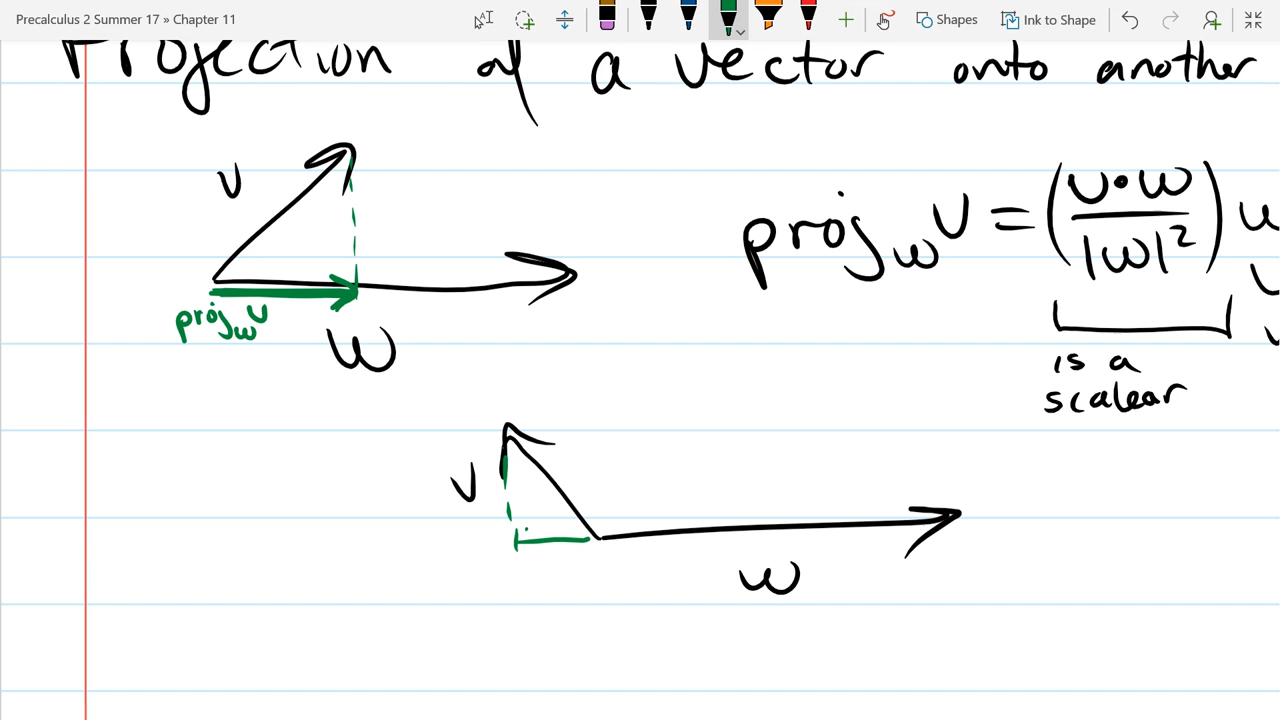 Precalculus 2 Summer 17 » Chapter 11
Shapes
Ink to Shape
Projection of a vector onto another
v
proj_w v
w
proj_w v = (v • w / |w|²)
is a
scalear
v
w